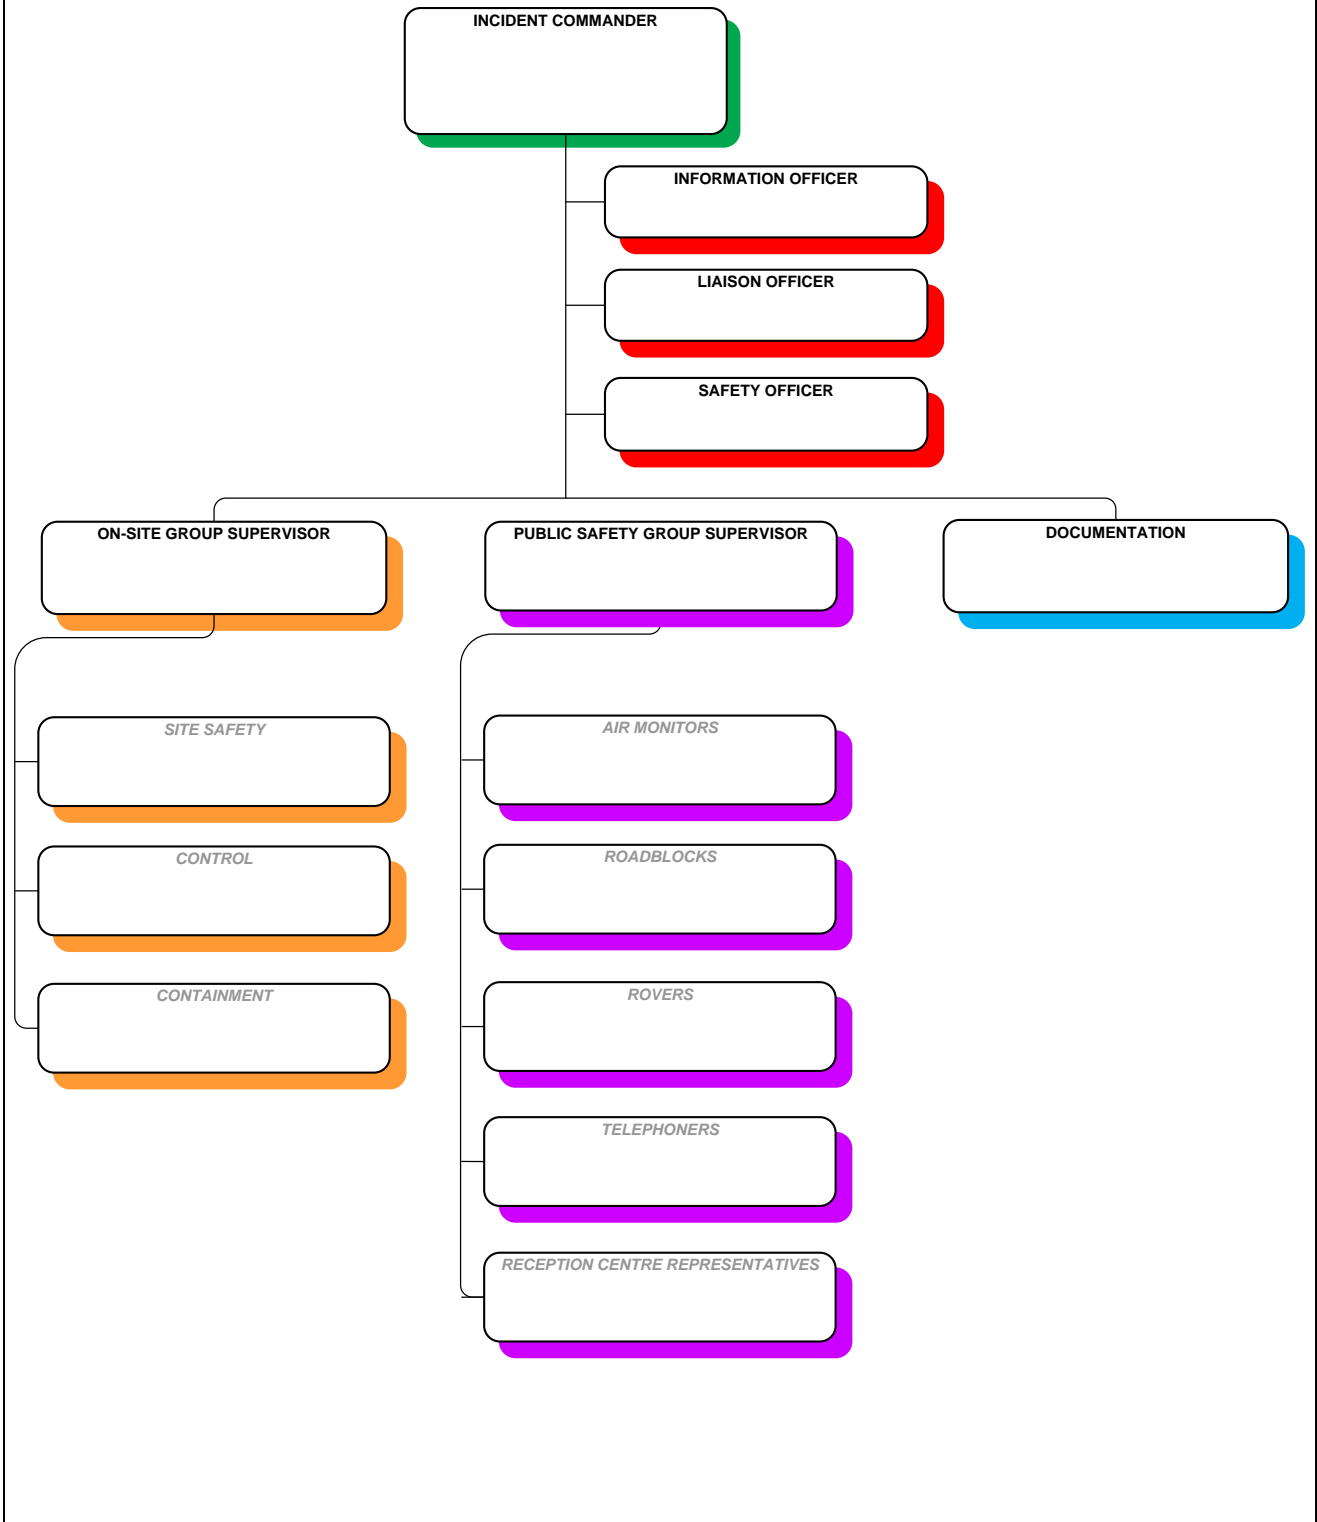 INCIDENT COMMANDER
INFORMATION OFFICER
LIAISON OFFICER
SAFETY OFFICER
ON-SITE GROUP SUPERVISOR
PUBLIC SAFETY GROUP SUPERVISOR
DOCUMENTATION
SITE SAFETY
CONTROL
CONTAINMENT
AIR MONITORS
ROADBLOCKS
ROVERS
TELEPHONERS
RECEPTION CENTRE REPRESENTATIVES